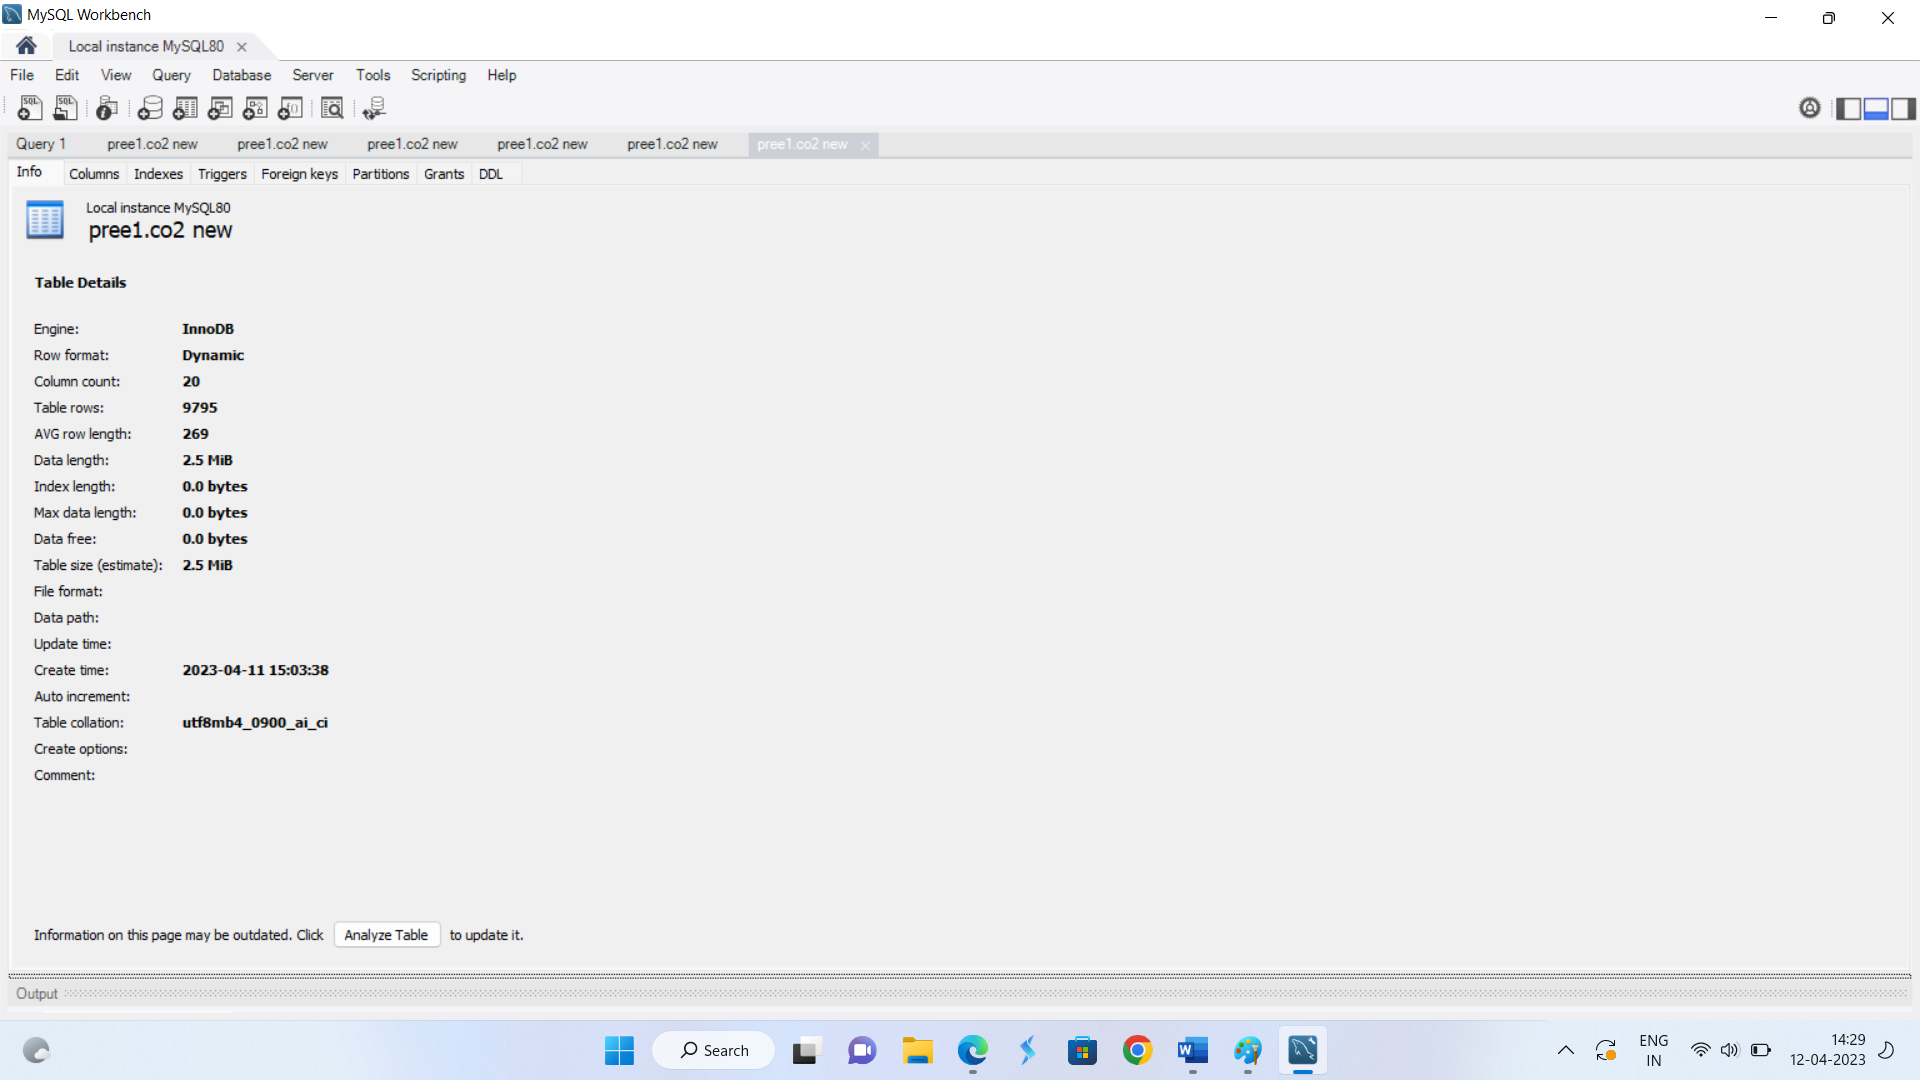 MySQL Workbench
Local instance MySQL80
File Edit View Query Database Server Tools Scripting Help
Query 1 pree1.co2 new pree1.co2 new pree1.co2 new pree1.co2 new pree1.co2 new pree1.co2 new
Info Columns Indexes Triggers Foreign keys Partitions Grants DDL
Local instance MySQL80
pree1.co2 new
Table Details
Engine: InnoDB
Row format: Dynamic
Column count: 20
Table rows: 9795
AVG row length: 269
Data length: 2.5 MiB
Index length: 0.0 bytes
Max data length: 0.0 bytes
Data free: 0.0 bytes
Table size (estimate): 2.5 MiB
File format:
Data path:
Update time:
Create time: 2023-04-11 15:03:38
Auto increment:
Table collation: utf8mb4_0900_ai_ci
Create options:
Comment:
Information on this page may be outdated. Click Analyze Table to update it.
Output
Search
ENG
IN
14:29
12-04-2023